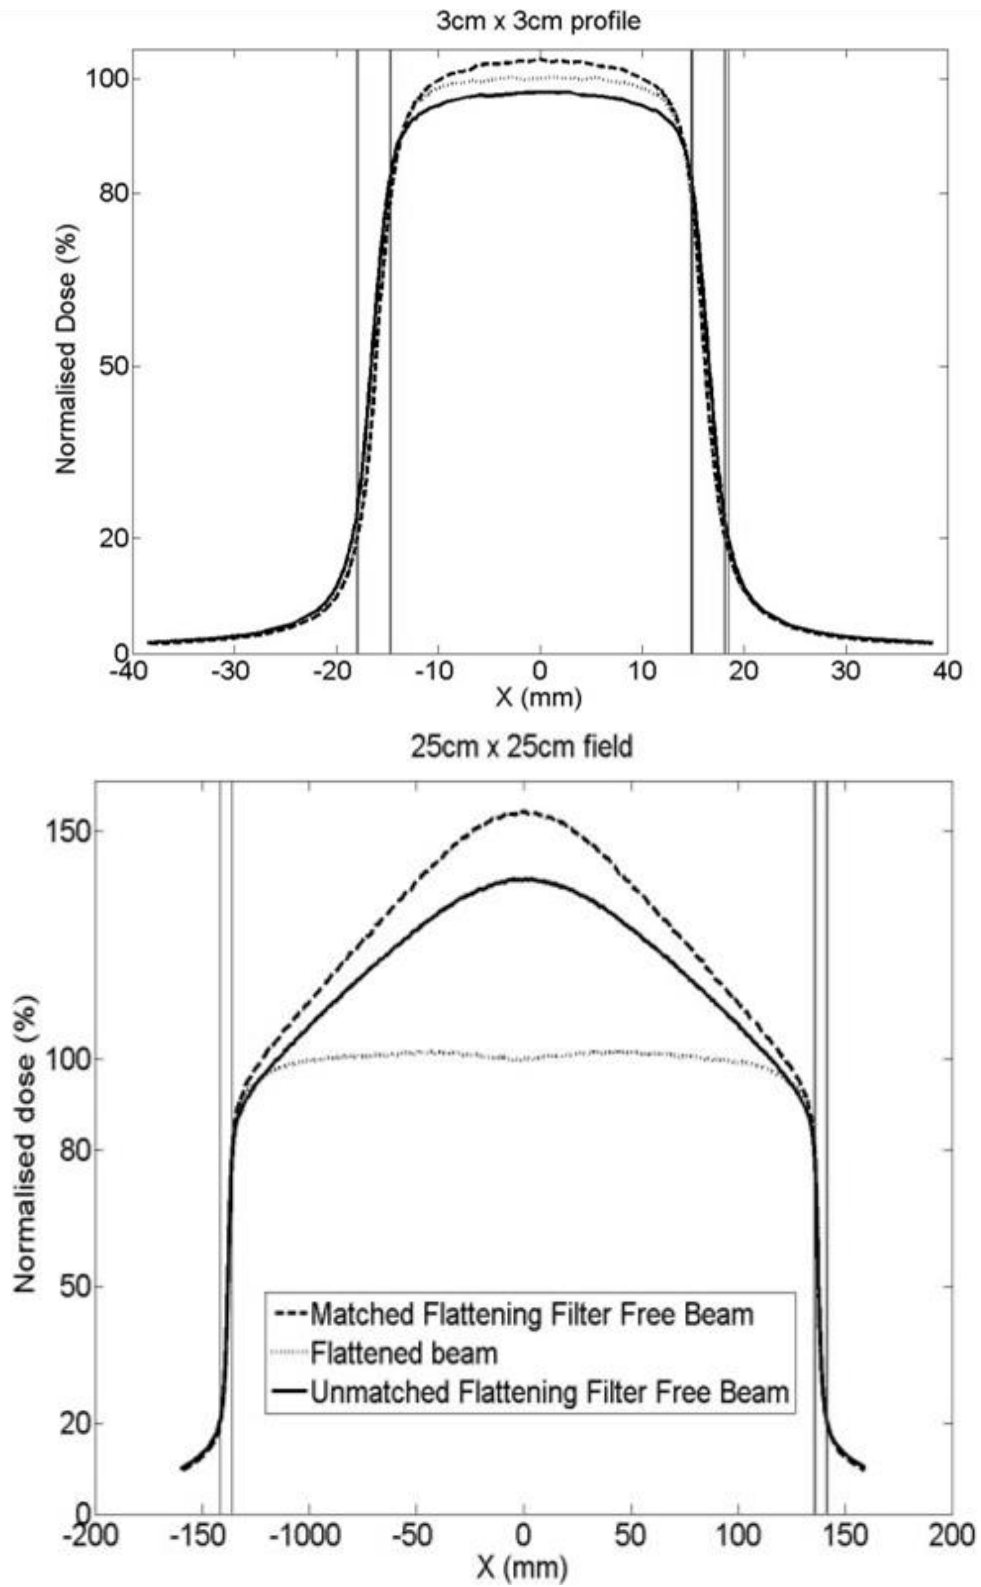 3cm x 3cm profile
100
80
50
20
0
Normalised Dose (%)
-40 -30 -20 -10 0 10 20 30 40
X (mm)
25cm x 25cm field
150
100
80
50
20
0
Normalised dose (%)
Matched Flattening Filter Free Beam
Flattened beam
Unmatched Flattening Filter Free Beam
-200 -150 -1000 -50 0 50 100 150 200
X (mm)